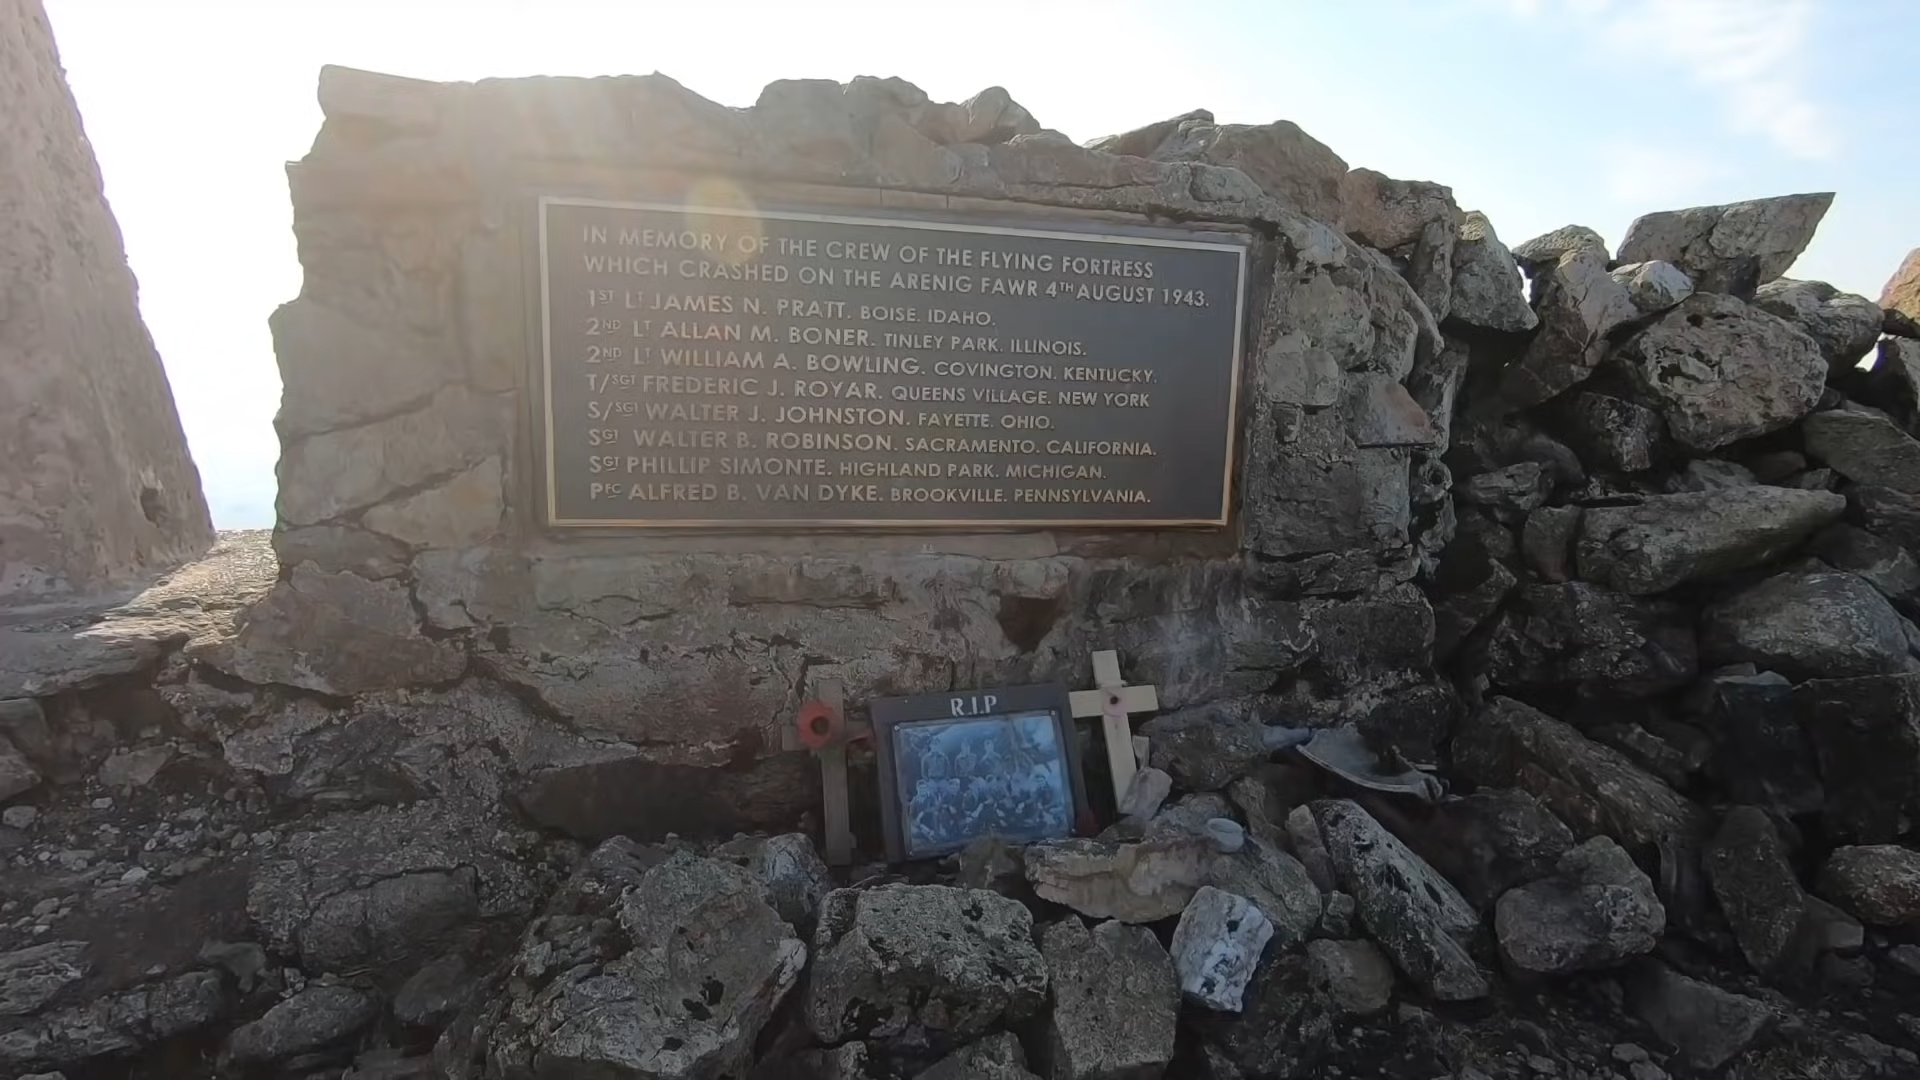 IN MEMORY OF THE CREW OF THE FLYING FORTRESS
WHICH CRASHED ON THE ARENIG FAWR 4TH AUGUST 1943.
1ST LT JAMES N. PRATT. BOISE. IDAHO.
2ND LT ALLAN M. BONER. TINLEY PARK. ILLINOIS.
2ND LT WILLIAM A. BOWLING. COVINGTON. KENTUCKY.
T/SGT FREDERIC J. ROYAR. QUEENS VILLAGE. NEW YORK
S/SGT WALTER J. JOHNSTON. FAYETTE. OHIO.
SGT WALTER B. ROBINSON. SACRAMENTO. CALIFORNIA.
SGT PHILLIP SIMONTE. HIGHLAND PARK. MICHIGAN.
PFC ALFRED B. VAN DYKE. BROOKVILLE. PENNSYLVANIA.
R.I.P